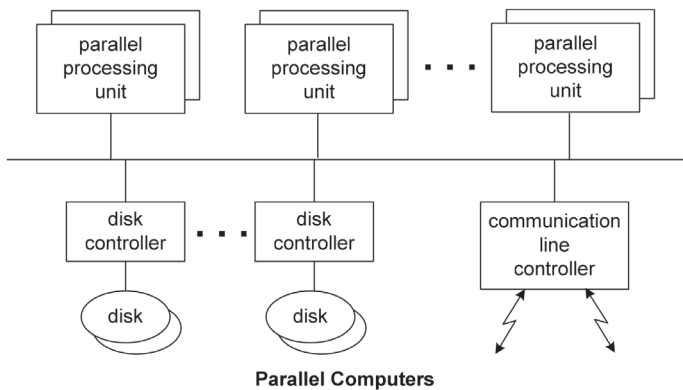 parallel
processing
unit
parallel
processing
unit
parallel
processing
unit
disk
controller
disk
controller
communication
line
controller
disk
disk
Parallel Computers